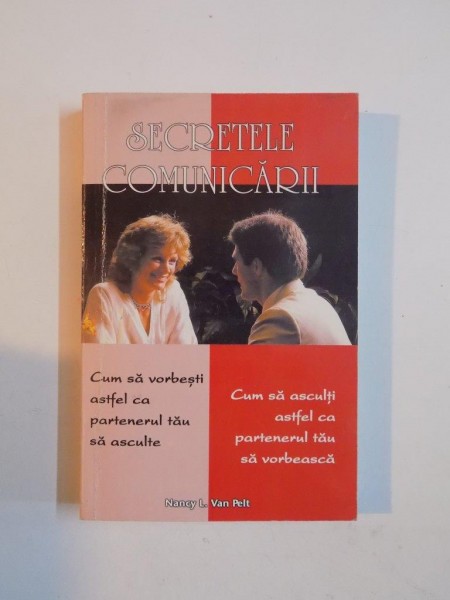 SECRETELE
COMUNICĂRII
Cum să vorbești
astfel ca
partenerul tău
să asculte
Cum să asculți
astfel ca
partenerul tău
să vorbească
Nancy L. Van Pelt